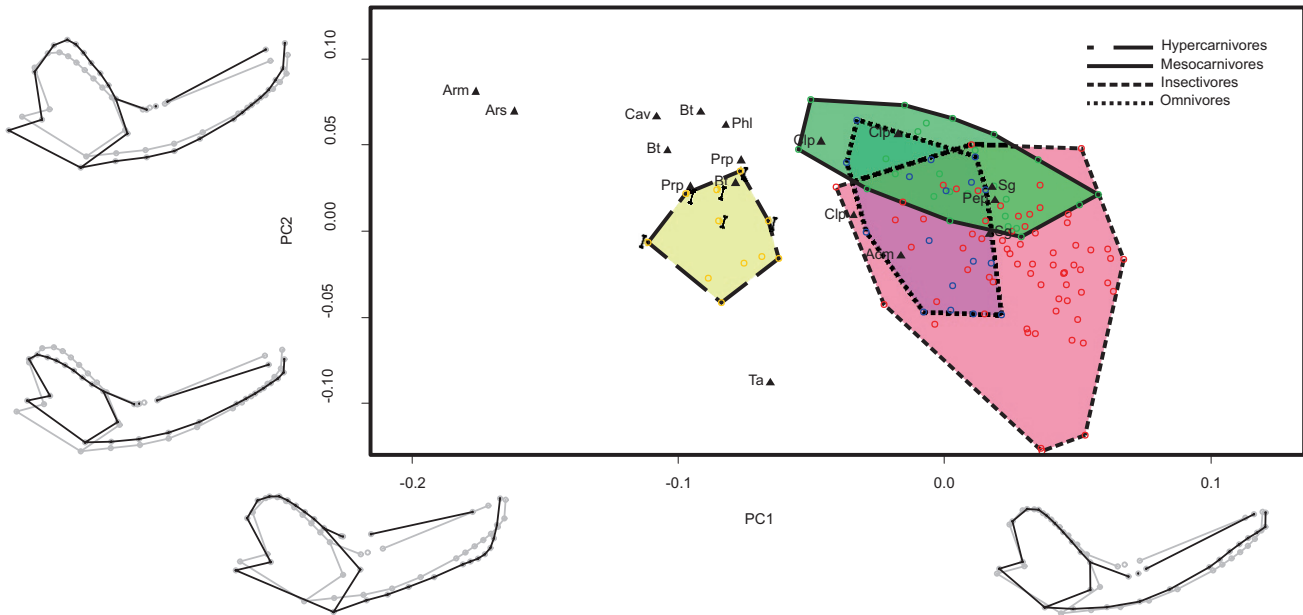 Hypercarnivores
Mesocarnivores
Insectivores
Omnivores
PC2
0.10
0.05
0.00
-0.05
-0.10
Arm
Ars
Cav
Bt
Phl
Bt
Prp
Prp
Bt
Clp
Clp
Sg
Pep
Clp
Sg
Acm
Ta
-0.2
-0.1
0.0
0.1
PC1